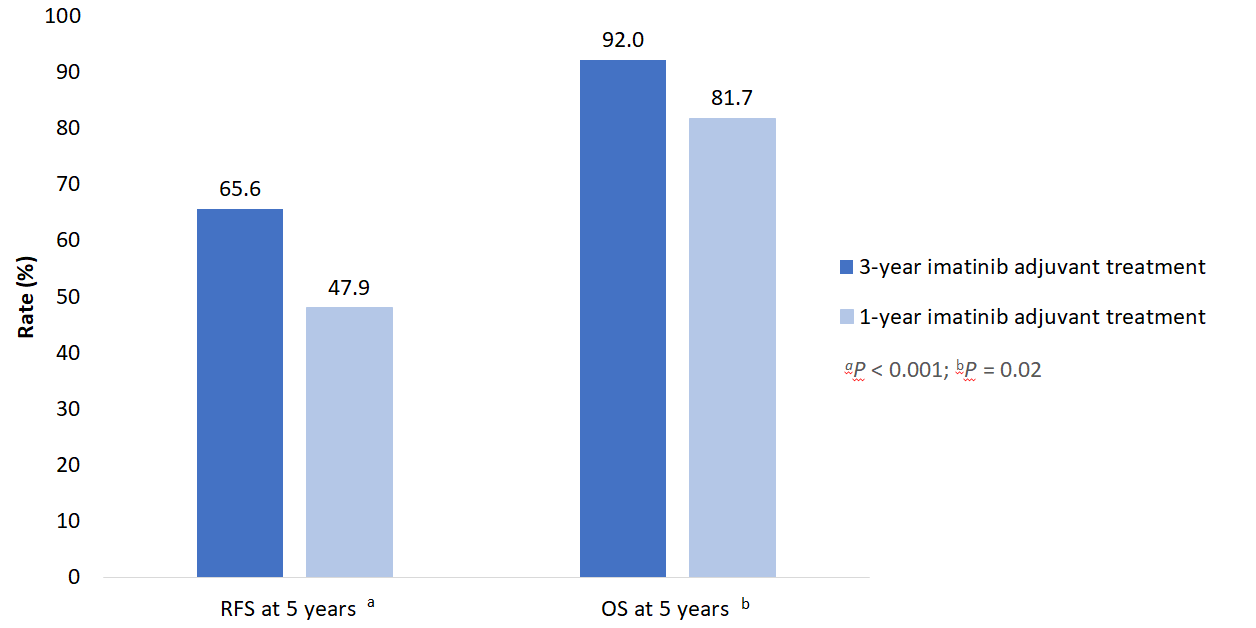 100
90
80
70
60
50
40
30
20
10
0
Rate (%)
65.6
47.9
92.0
81.7
RFS at 5 years a
OS at 5 years b
3-year imatinib adjuvant treatment
1-year imatinib adjuvant treatment
aP < 0.001; bP = 0.02